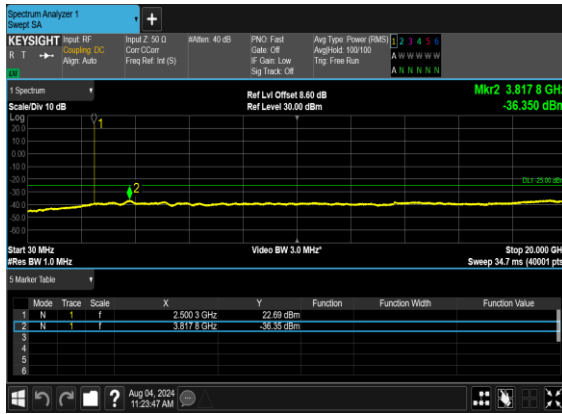 Spectrum Analyzer 1
Swept SA
KEYSIGHT Input: RF Input Z: 50 Ω #Atten: 40 dB PNO: Fast Avg Type: Power (RMS) 1 2 3 4 5 6
R T Coupling: DC Corr CCorr Gate: Off Avg|Hold: 100/100 A W W W W W
Align: Auto Freq Ref: Int (S) IF Gain: Low Trig: Free Run
Sig Track: Off A N N N N N
1 Spectrum Ref Lvl Offset 8.60 dB Mkr2 3.817 8 GHz
Scale/Div 10 dB Ref Level 30.00 dBm -36.350 dBm
Log
20.0 1
10.0
0.00
-10.0
-20.0 DL1 -25.00 dBm
-30.0 2
-40.0
-50.0
-60.0
Start 30 MHz Video BW 3.0 MHz* Stop 20.000 GHz
#Res BW 1.0 MHz Sweep 34.7 ms (40001 pts)
5 Marker Table
Mode Trace Scale X Y Function Function Width Function Value
1 N 1 f 2.500 3 GHz 22.69 dBm
2 N 1 f 3.817 8 GHz -36.35 dBm
3
4
5
6
? Aug 04, 2024
11:23:47 AM